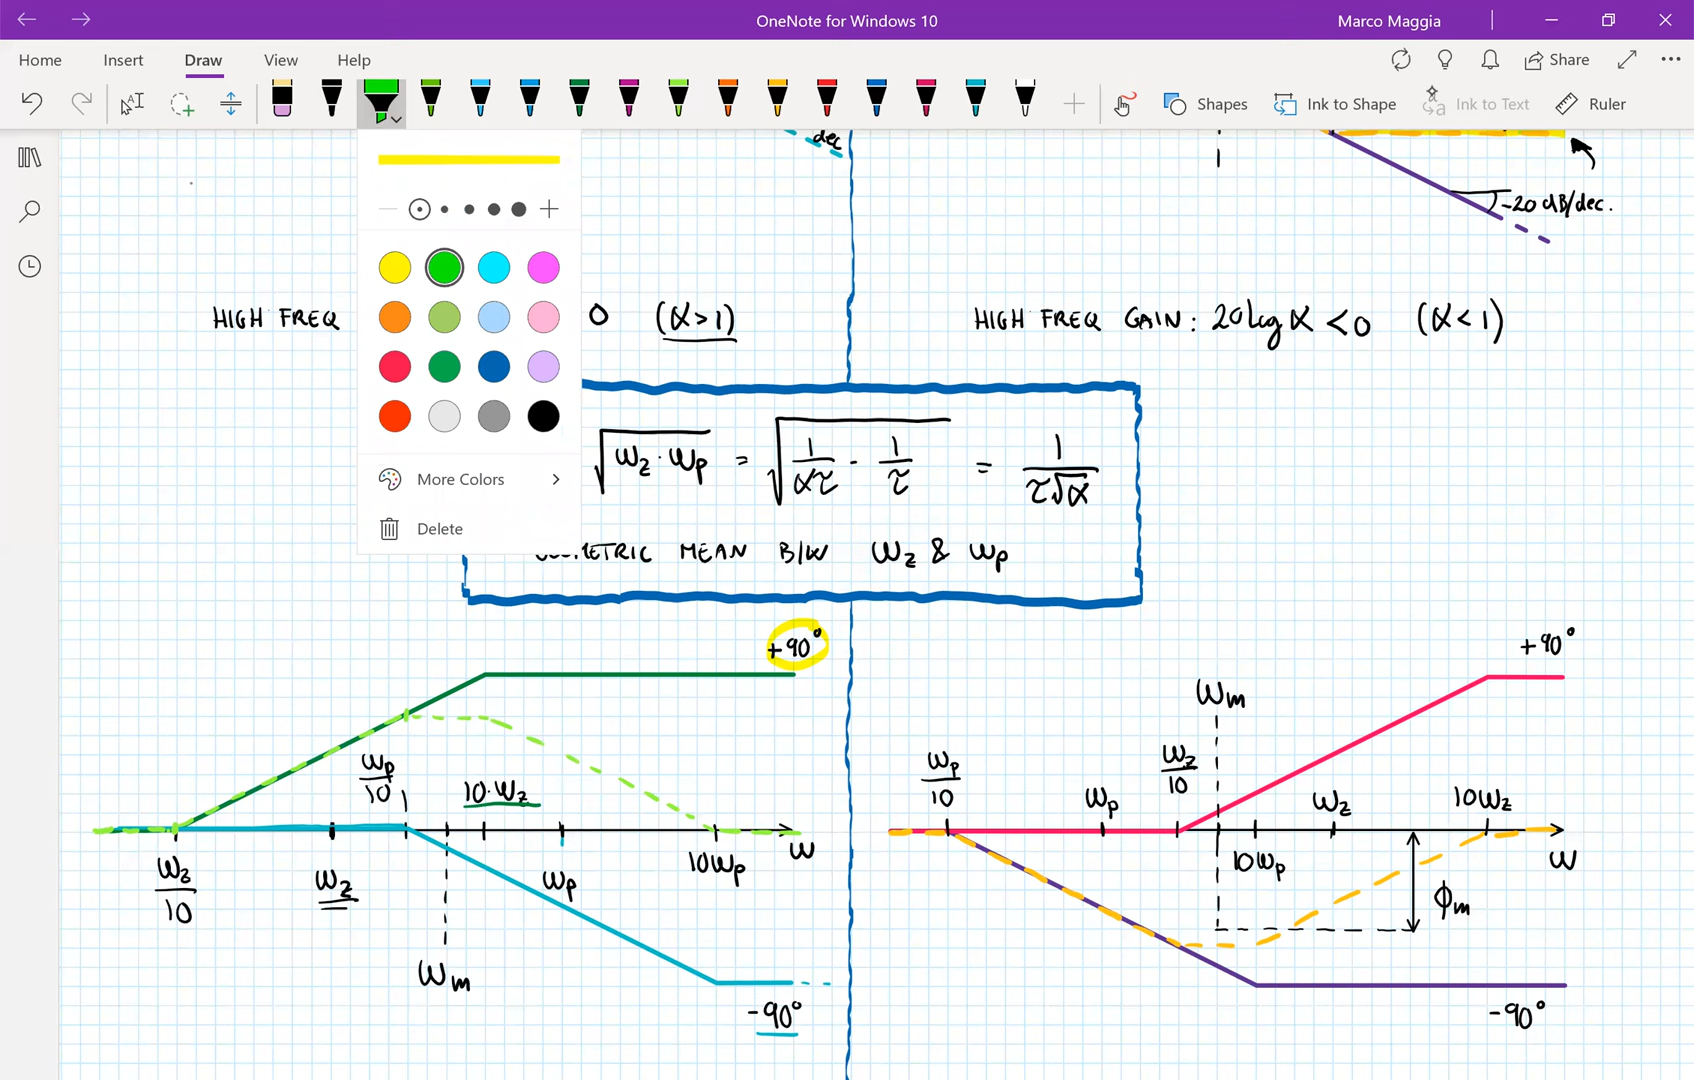 OneNote for Windows 10
Marco Maggia
Home Insert Draw View Help
Share
Shapes
Ink to Shape
Ink to Text
Ruler
dec
1
-20 dB/dec.
HIGH FREQ
0 (α>1)
HIGH FREQ GAIN: 20log α <0 (α<1)
More Colors
Delete
√(ωz·ωp) = √(1/ατ · 1/τ) = 1/(τ√α)
METRIC MEAN B/W ωz & ωp
+90°
ωp/10
10·ωz
ωz/10
ωz
ωp
10ωp
ω
ωm
-90°
+90°
ωm
ωp/10
ωp
ωz/10
ωz
10ωz
10ωp
ω
ϕm
-90°